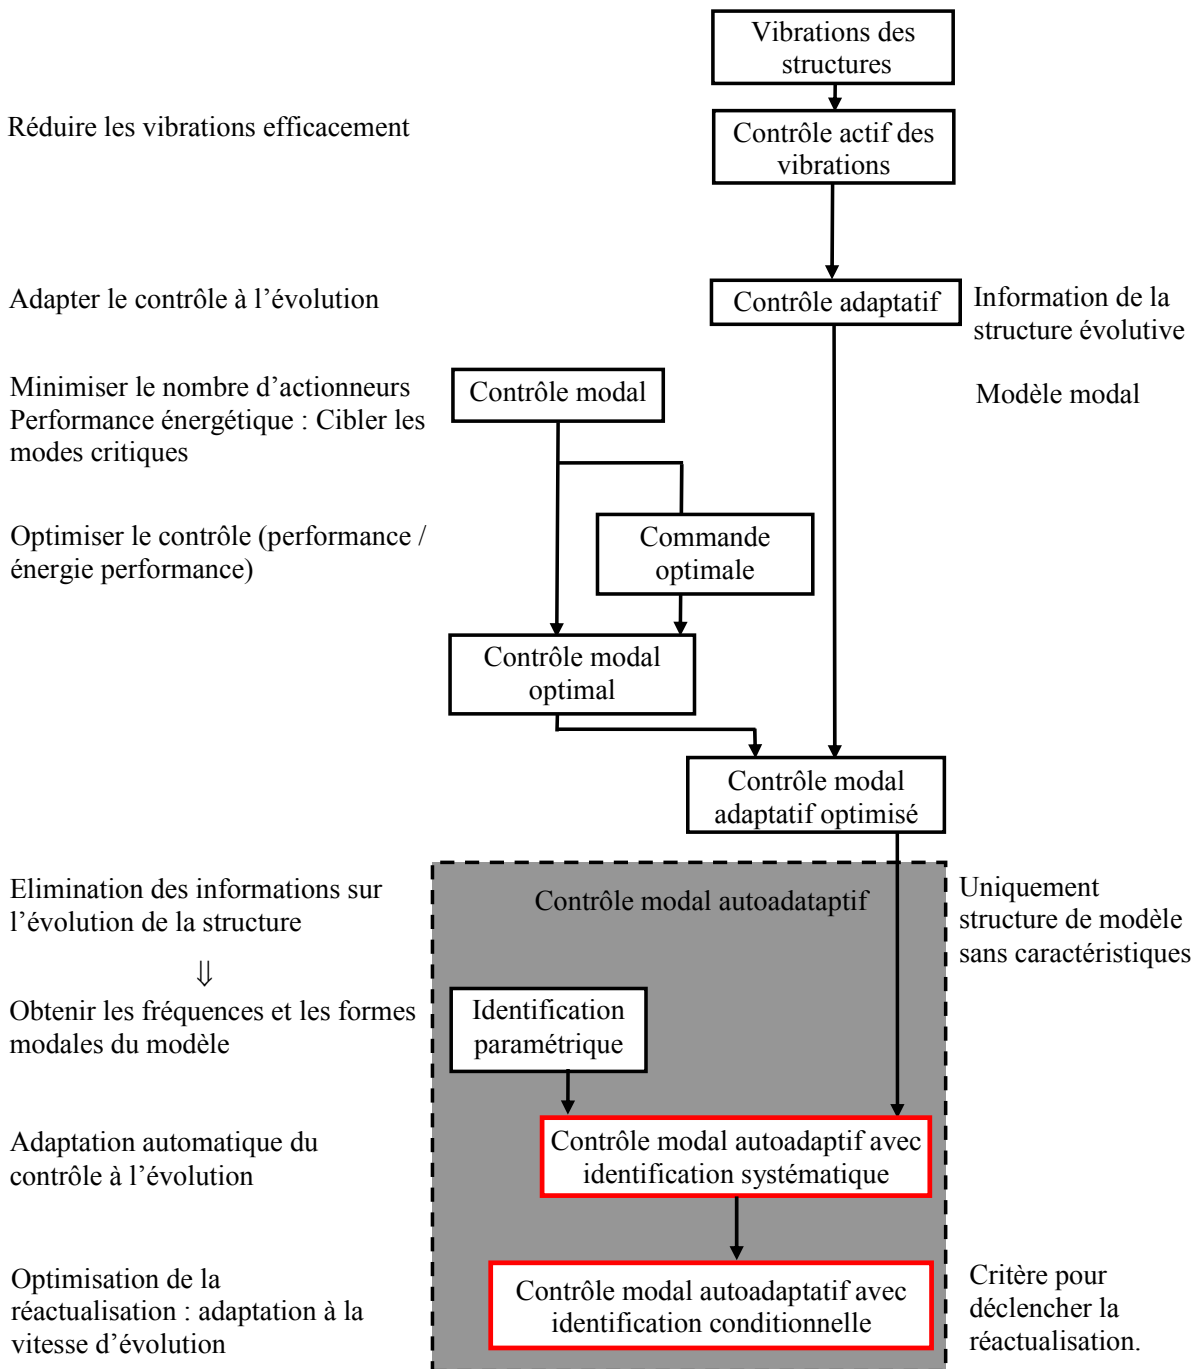 Vibrations des
structures
Réduire les vibrations efficacement
Contrôle actif des
vibrations
Adapter le contrôle à l'évolution
Contrôle adaptatif
Information de la
structure évolutive
Minimiser le nombre d'actionneurs
Performance énergétique : Cibler les
modes critiques
Contrôle modal
Modèle modal
Optimiser le contrôle (performance /
énergie performance)
Commande
optimale
Contrôle modal
optimal
Contrôle modal
adaptatif optimisé
Elimination des informations sur
l'évolution de la structure
Contrôle modal autoadataptif
Uniquement
structure de modèle
sans caractéristiques
⇓
Obtenir les fréquences et les formes
modales du modèle
Identification
paramétrique
Adaptation automatique du
contrôle à l'évolution
Contrôle modal autoadaptif avec
identification systématique
Optimisation de la
réactualisation : adaptation à la
vitesse d'évolution
Contrôle modal autoadaptatif avec
identification conditionnelle
Critère pour
déclencher la
réactualisation.